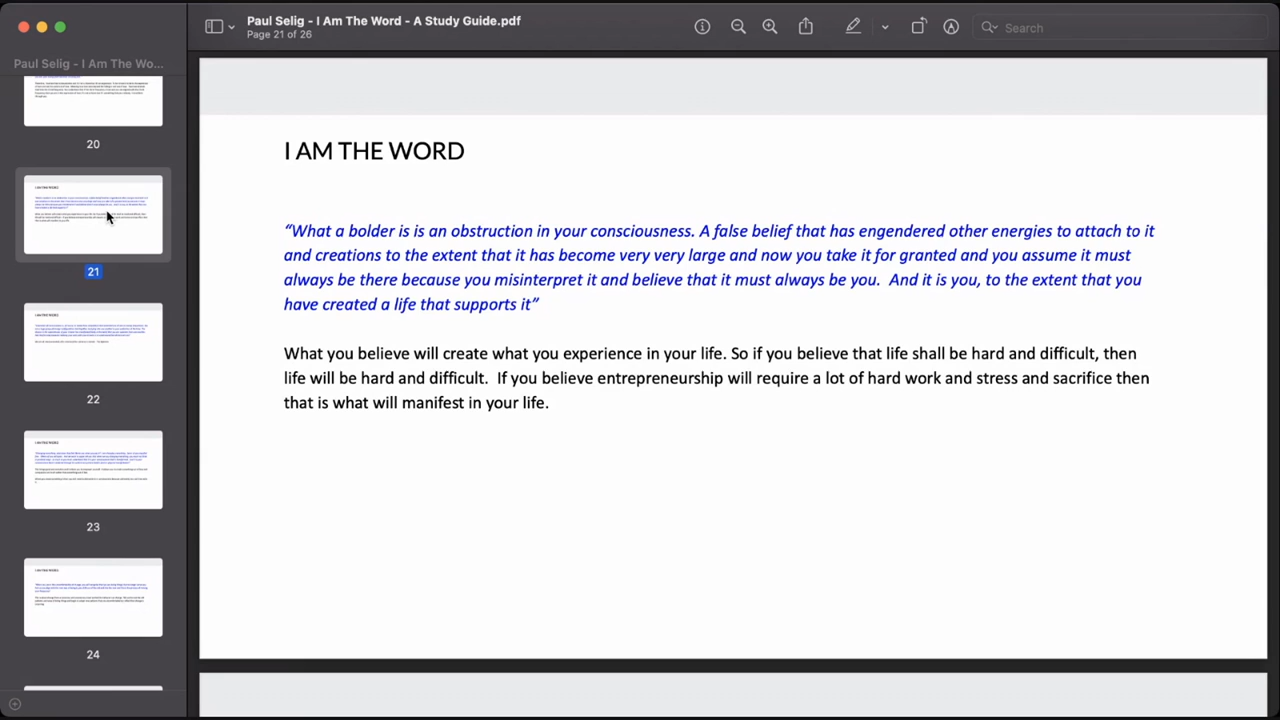 Paul Selig - I Am The Word - A Study Guide.pdf
Page 21 of 26
Search
Paul Selig - I Am The Wo...
20
21
22
23
24
I AM THE WORD
“What a bolder is is an obstruction in your consciousness. A false belief that has engendered other energies to attach to it
and creations to the extent that it has become very very large and now you take it for granted and you assume it must
always be there because you misinterpret it and believe that it must always be you.  And it is you, to the extent that you
have created a life that supports it”
What you believe will create what you experience in your life. So if you believe that life shall be hard and difficult, then
life will be hard and difficult.  If you believe entrepreneurship will require a lot of hard work and stress and sacrifice then
that is what will manifest in your life.